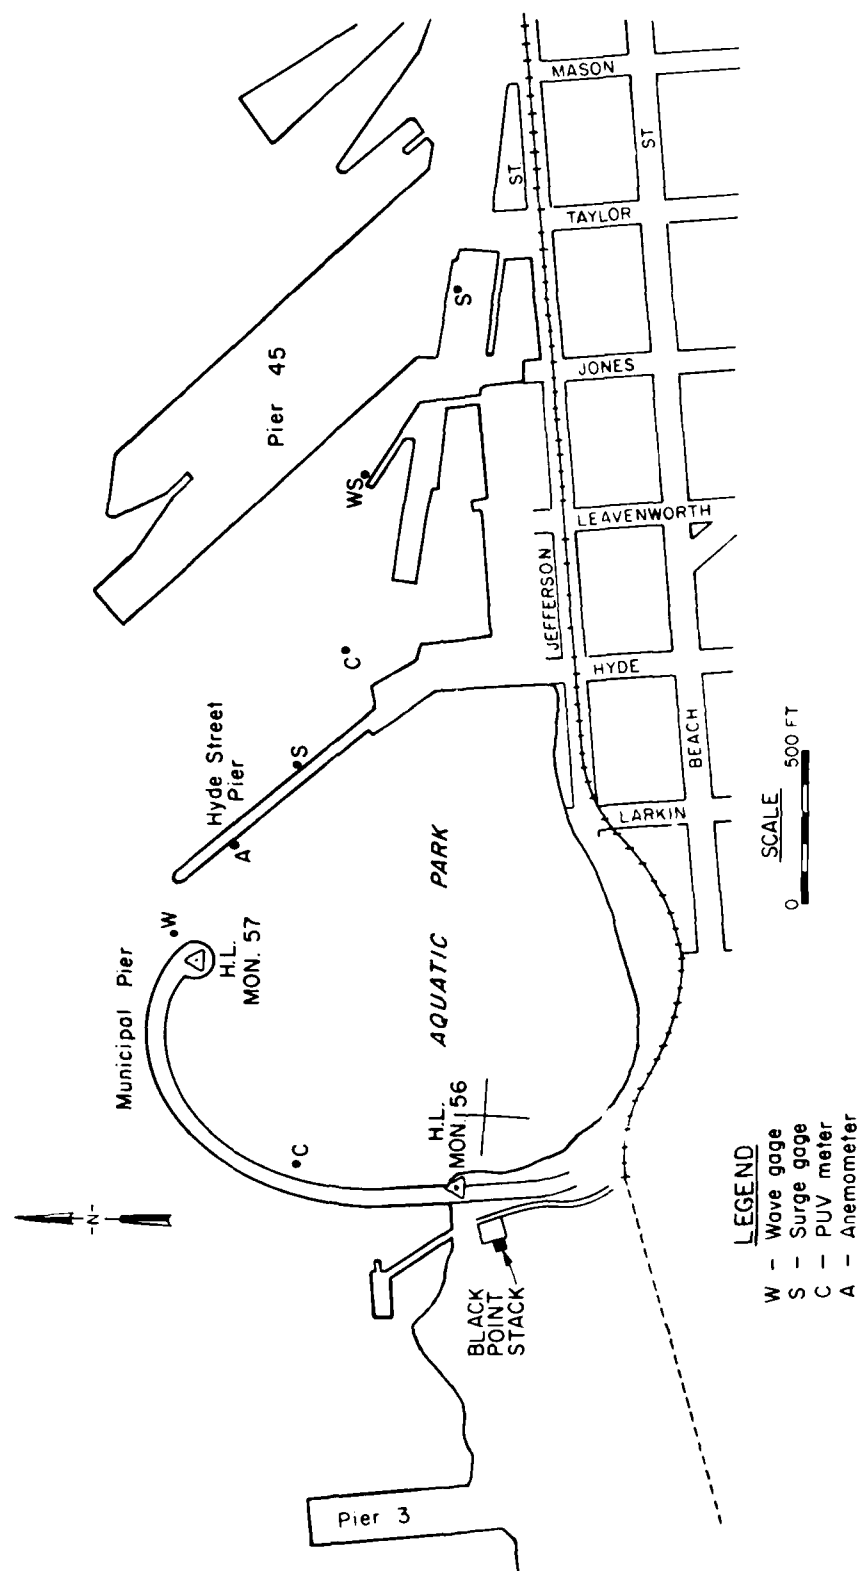 -N-
Pier 3
BLACK
POINT
STACK
H.L.
MON. 56
Municipal Pier
H.L.
MON. 57
W
C
AQUATIC PARK
Hyde Street
Pier
A
S
C
WS
S
Pier 45
JEFFERSON
ST.
BEACH
ST
LARKIN
HYDE
LEAVENWORTH
JONES
TAYLOR
MASON
SCALE
0 500 FT
LEGEND
W – Wave gage
S – Surge gage
C – PUV meter
A – Anemometer